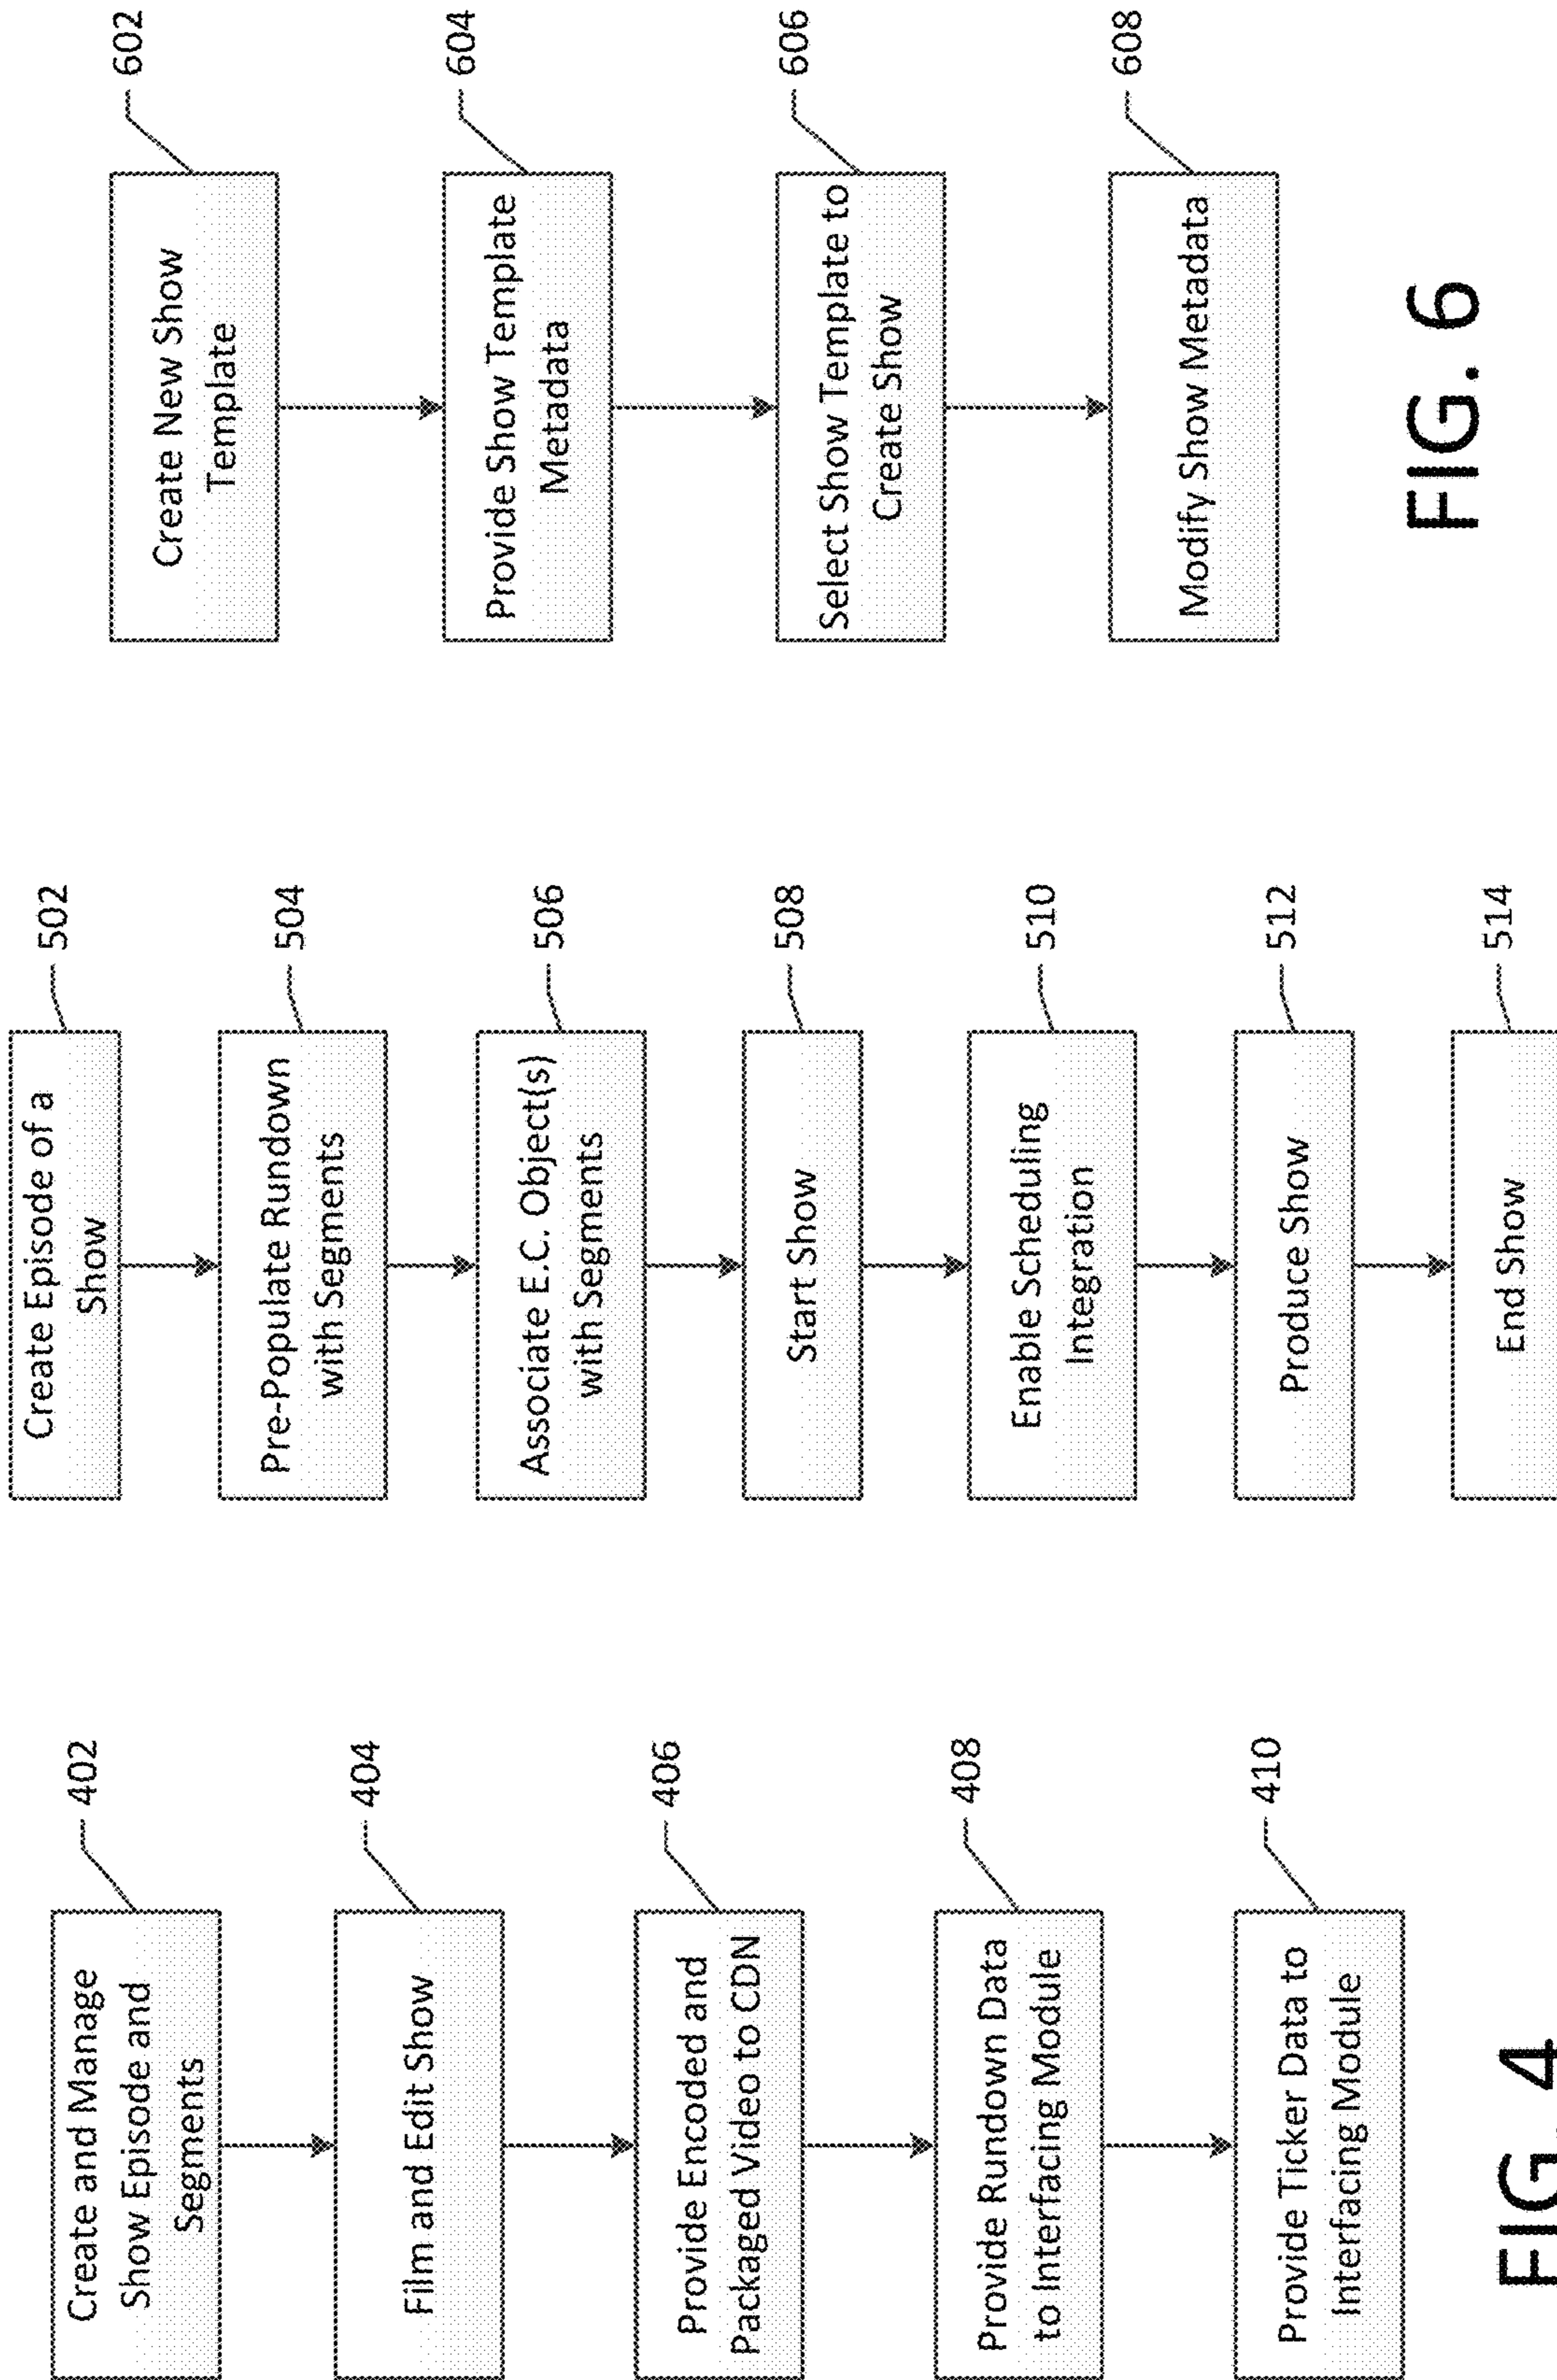 Create and Manage
Show Episode and
Segments
402
Film and Edit Show
404
Provide Encoded and
Packaged Video to CDN
406
Provide Rundown Data
to Interfacing Module
408
Provide Ticker Data to
Interfacing Module
410
FIG. 4
Create Episode of a
Show
502
Pre-Populate Rundown
with Segments
504
Associate E.C. Object(s)
with Segments
506
Start Show
508
Enable Scheduling
Integration
510
Produce Show
512
End Show
514
Create New Show
Template
602
Provide Show Template
Metadata
604
Select Show Template to
Create Show
606
Modify Show Metadata
608
FIG. 6